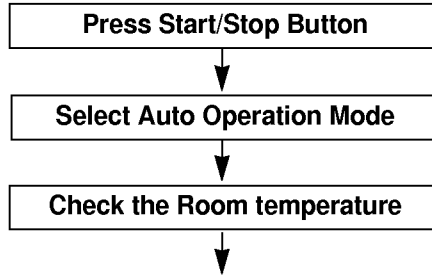 Press Start/Stop Button
Select Auto Operation Mode
Check the Room temperature